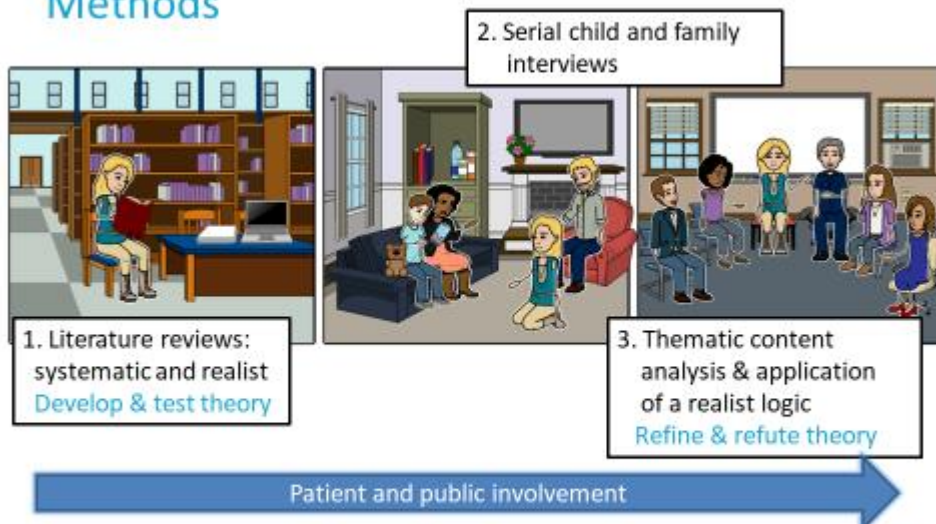 Methods
2. Serial child and family
interviews
1. Literature reviews:
systematic and realist
Develop & test theory
3. Thematic content
analysis & application
of a realist logic
Refine & refute theory
Patient and public involvement